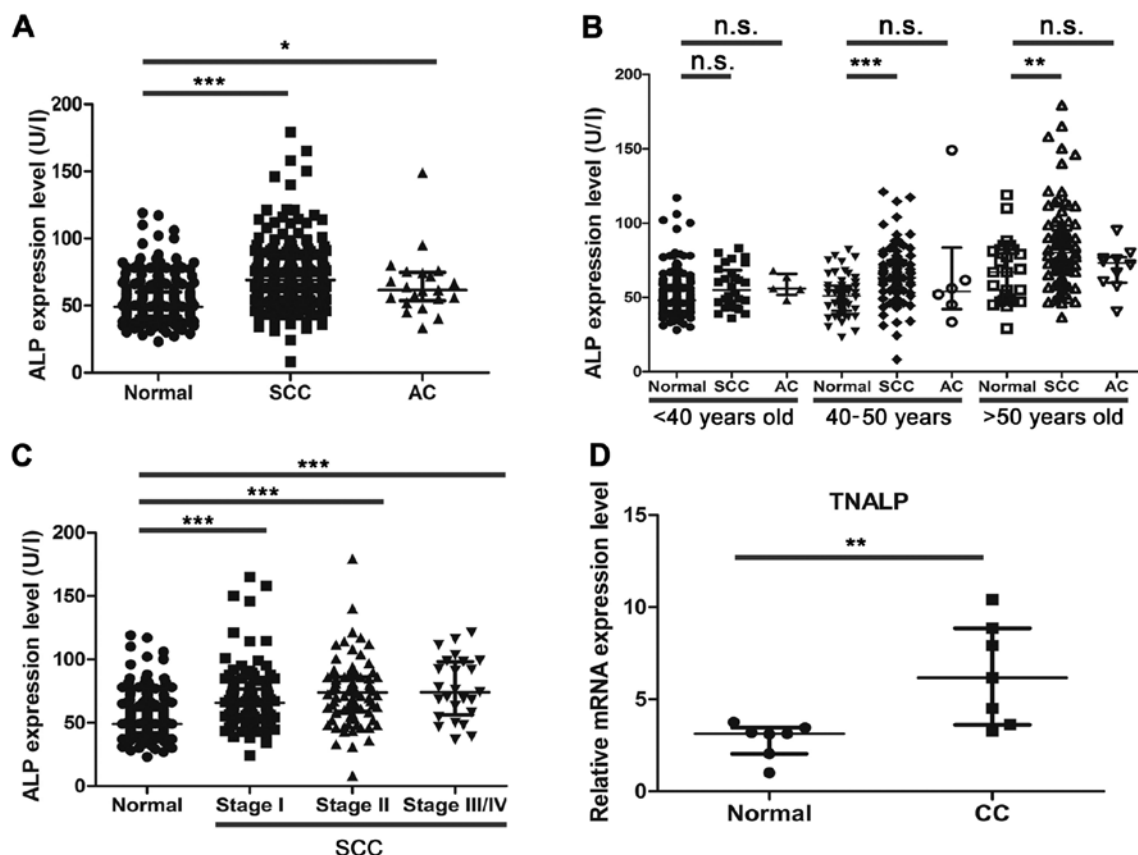 A
*
***
ALP expression level (U/I)
200
150
100
50
0
Normal SCC AC
B
n.s. n.s. n.s.
n.s. *** n.s. ** n.s.
ALP expression level (U/I)
200
150
100
50
0
Normal SCC AC Normal SCC AC Normal SCC AC
<40 years old 40-50 years >50 years old
C
***
***
***
ALP expression level (U/I)
200
150
100
50
0
Normal Stage I Stage II Stage III/IV
SCC
D
TNALP
**
Relative mRNA expression level
15
10
5
0
Normal CC